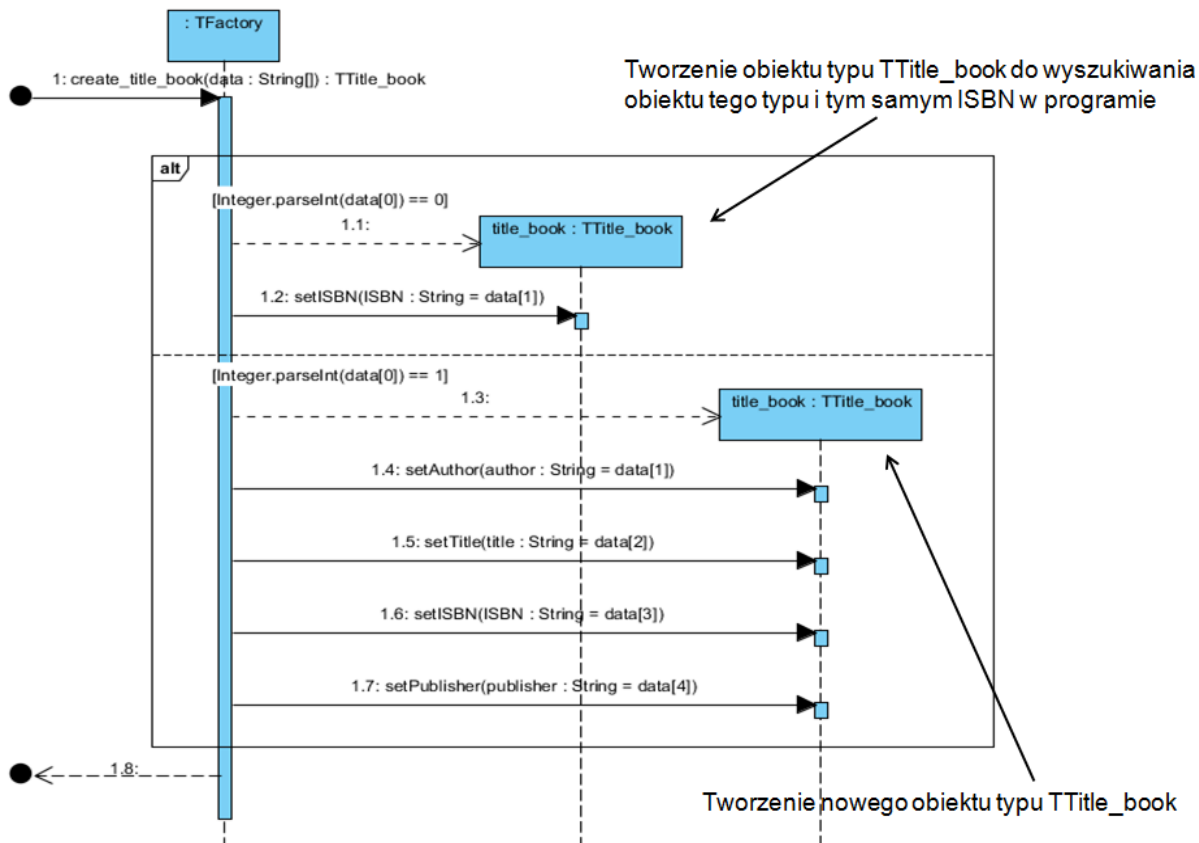 : TFactory
1: create_title_book(data : String[]) : TTitle_book
Tworzenie obiektu typu TTitle_book do wyszukiwania
obiektu tego typu i tym samym ISBN w programie
alt
[Integer.parseInt(data[0]) == 0]
1.1:
title_book : TTitle_book
1.2: setISBN(ISBN : String = data[1])
[Integer.parseInt(data[0]) == 1]
1.3:
title_book : TTitle_book
1.4: setAuthor(author : String = data[1])
1.5: setTitle(title : String = data[2])
1.6: setISBN(ISBN : String = data[3])
1.7: setPublisher(publisher : String = data[4])
1.8:
Tworzenie nowego obiektu typu TTitle_book